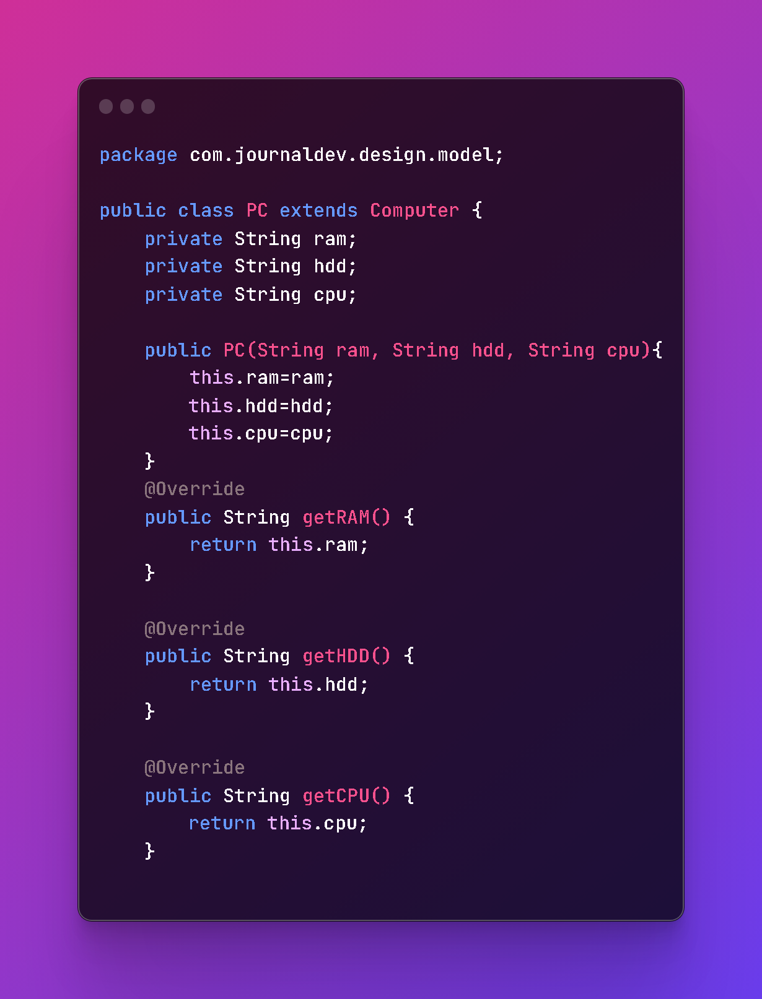 package com.journaldev.design.model;
public class PC extends Computer {
private String ram;
private String hdd;
private String cpu;
public PC(String ram, String hdd, String cpu){
this.ram=ram;
this.hdd=hdd;
this.cpu=cpu;
}
@Override
public String getRAM() {
return this.ram;
}
@Override
public String getHDD() {
return this.hdd;
}
@Override
public String getCPU() {
return this.cpu;
}